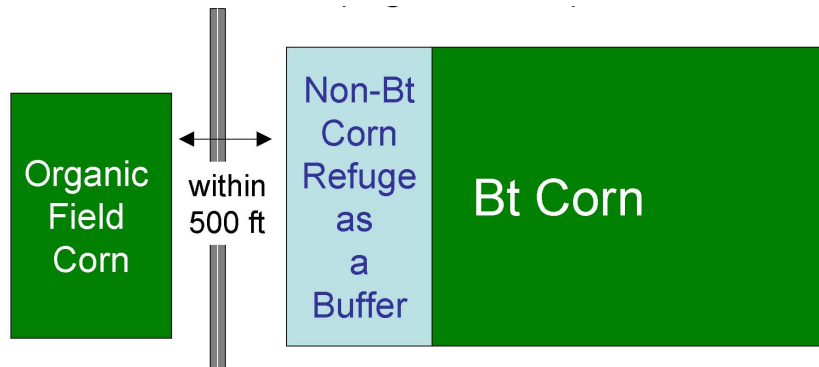 Organic
Field
Corn
within
500 ft
Non-Bt
Corn
Refuge
as
a
Buffer
Bt Corn